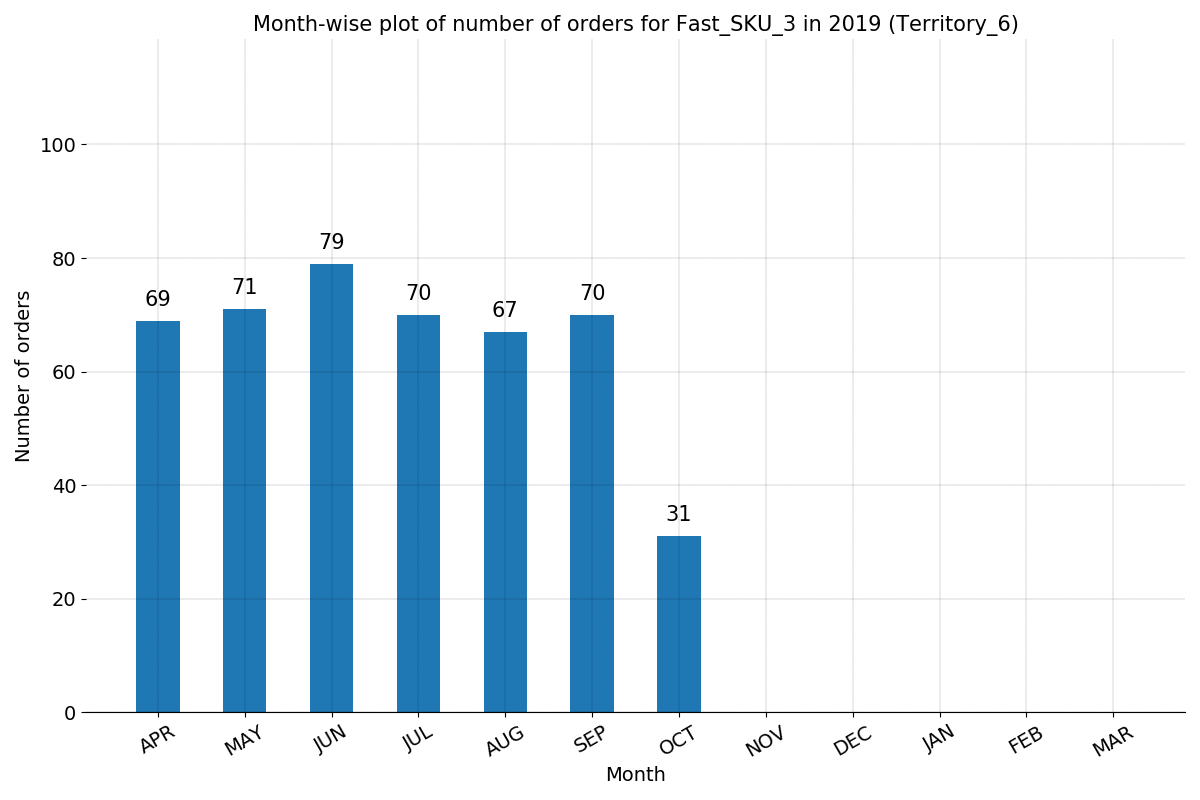 Month-wise plot of number of orders for Fast_SKU_3 in 2019 (Territory_6)
100
80
60
40
20
0
Number of orders
69
71
79
70
67
70
31
APR
MAY
JUN
JUL
AUG
SEP
OCT
NOV
DEC
JAN
FEB
MAR
Month